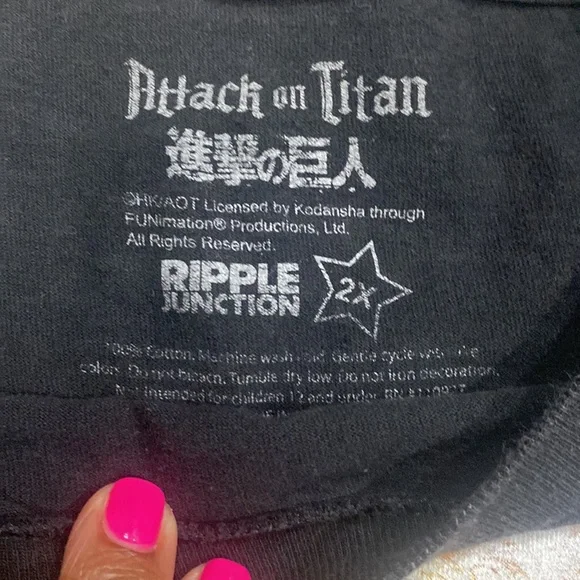 Attack on Titan
進撃の巨人
©HK/AOT Licensed by Kodansha through
FUNimation® Productions, Ltd.
All Rights Reserved.
RIPPLE
JUNCTION
2X
100% Cotton. Machine wash cold. Gentle cycle with like
colors. Do not bleach. Tumble dry low. Do not iron decoration.
Not intended for children 12 and under. RN